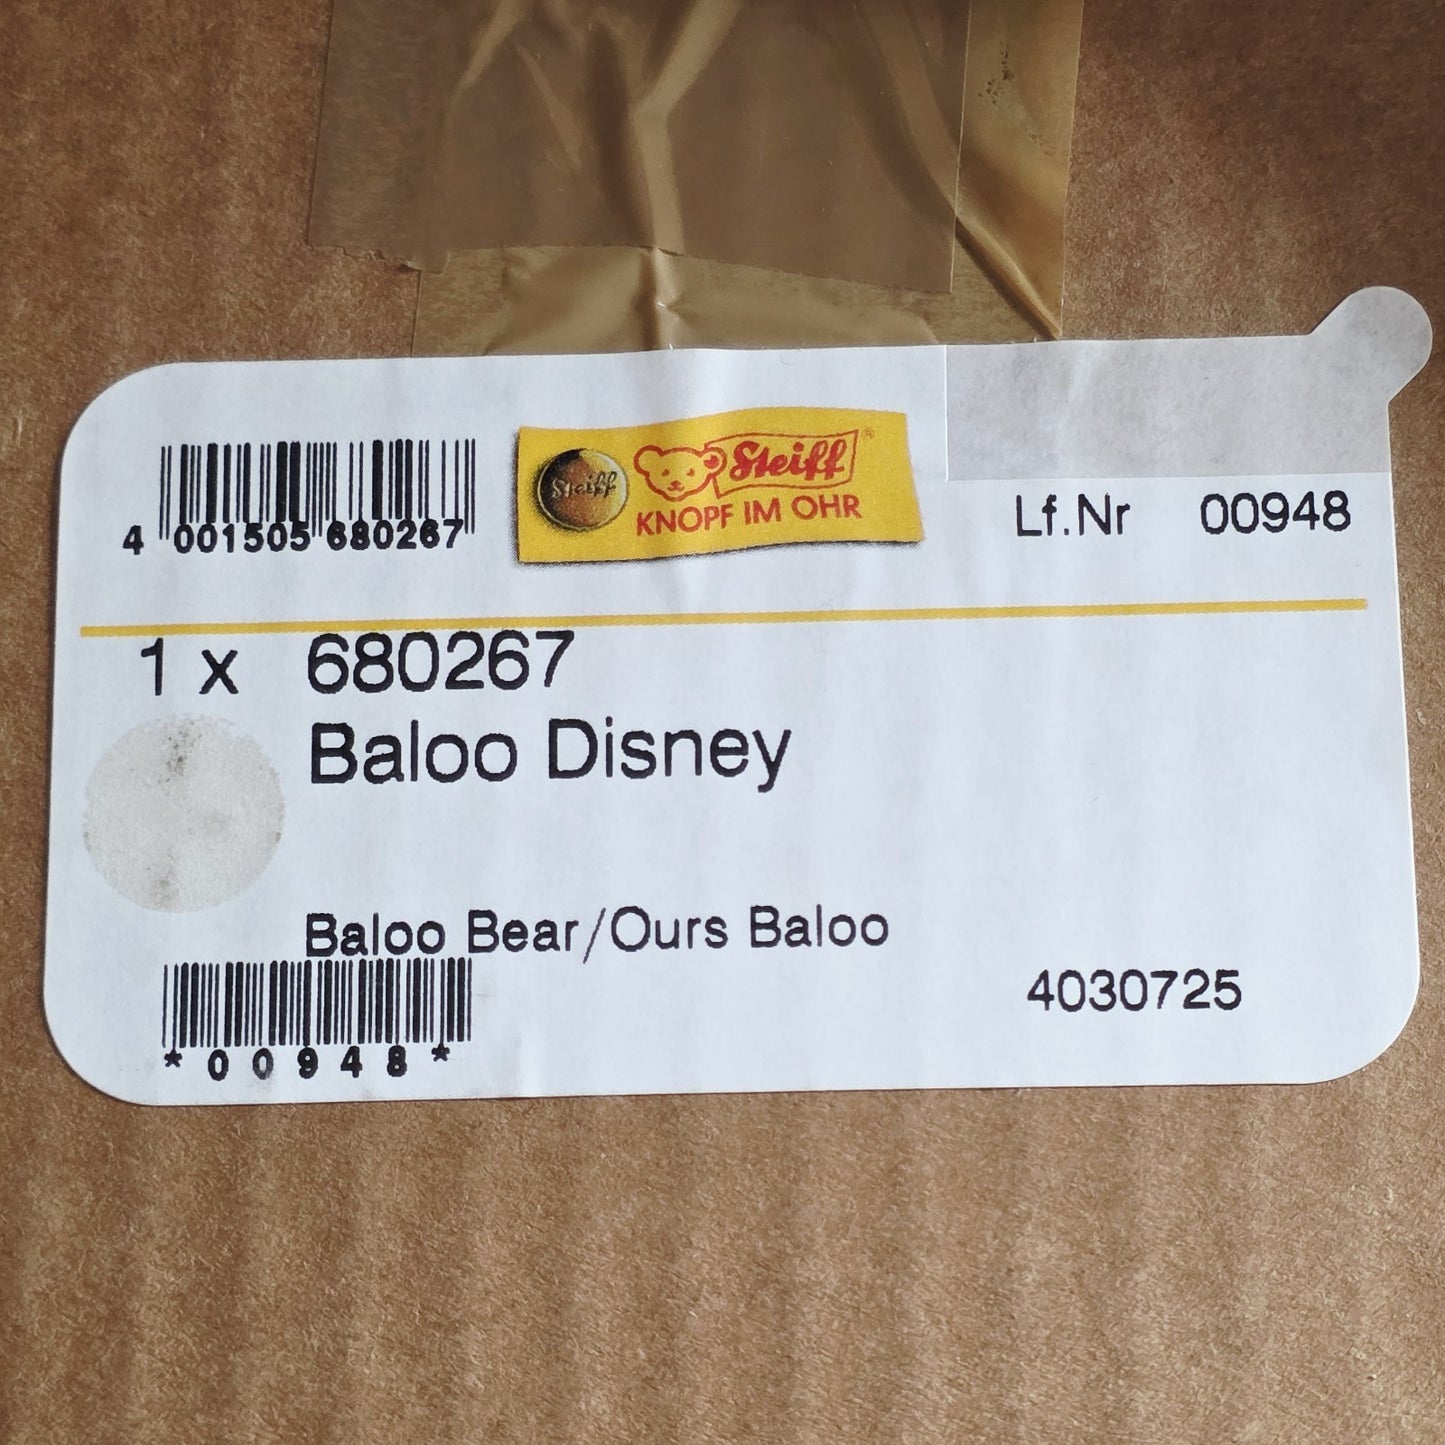 4 001505 680267
Steiff
Steiff®
KNOPF IM OHR
Lf.Nr 00948
1 x 680267
Baloo Disney
Baloo Bear/Ours Baloo
*00948*
4030725